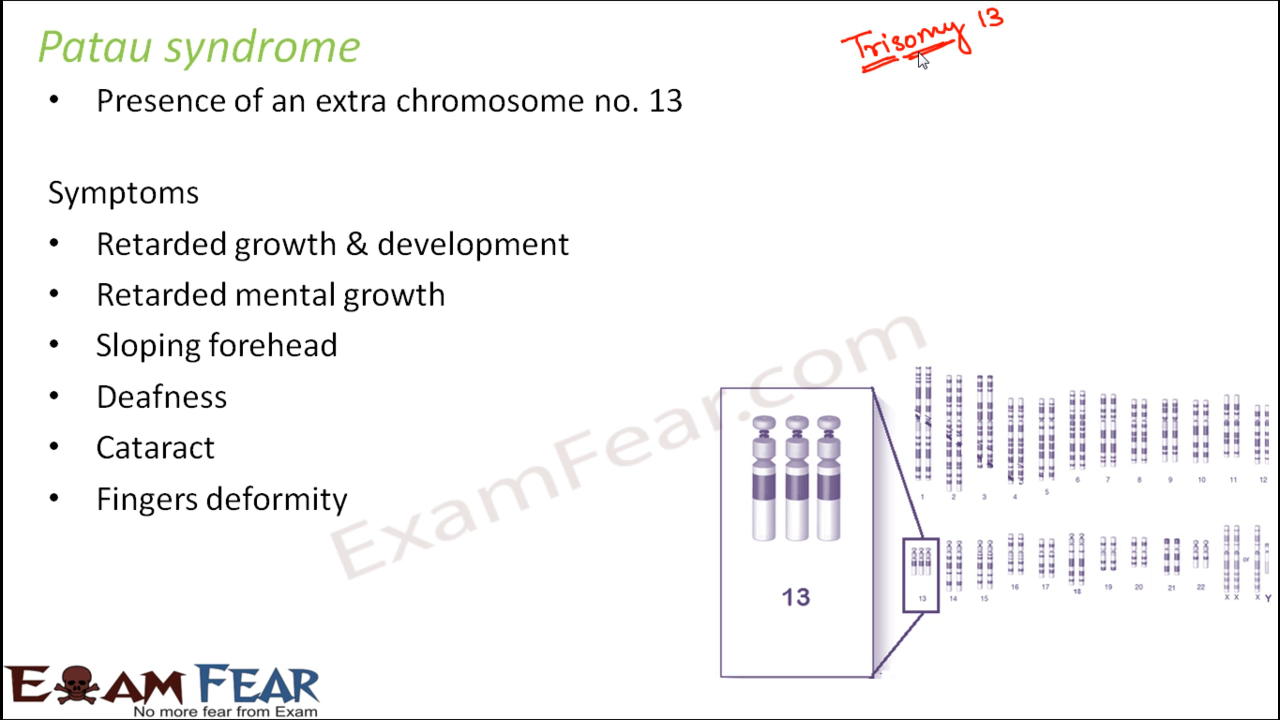 Patau syndrome
Trisomy 13
• Presence of an extra chromosome no. 13
Symptoms
• Retarded growth & development
• Retarded mental growth
• Sloping forehead
• Deafness
• Cataract
• Fingers deformity
ExamFear.com
13
1 2 3 4 5 6 7 8 9 10 11 12
13 14 15 16 17 18 19 20 21 22 X X or X Y
EXAM FEAR
No more fear from Exam